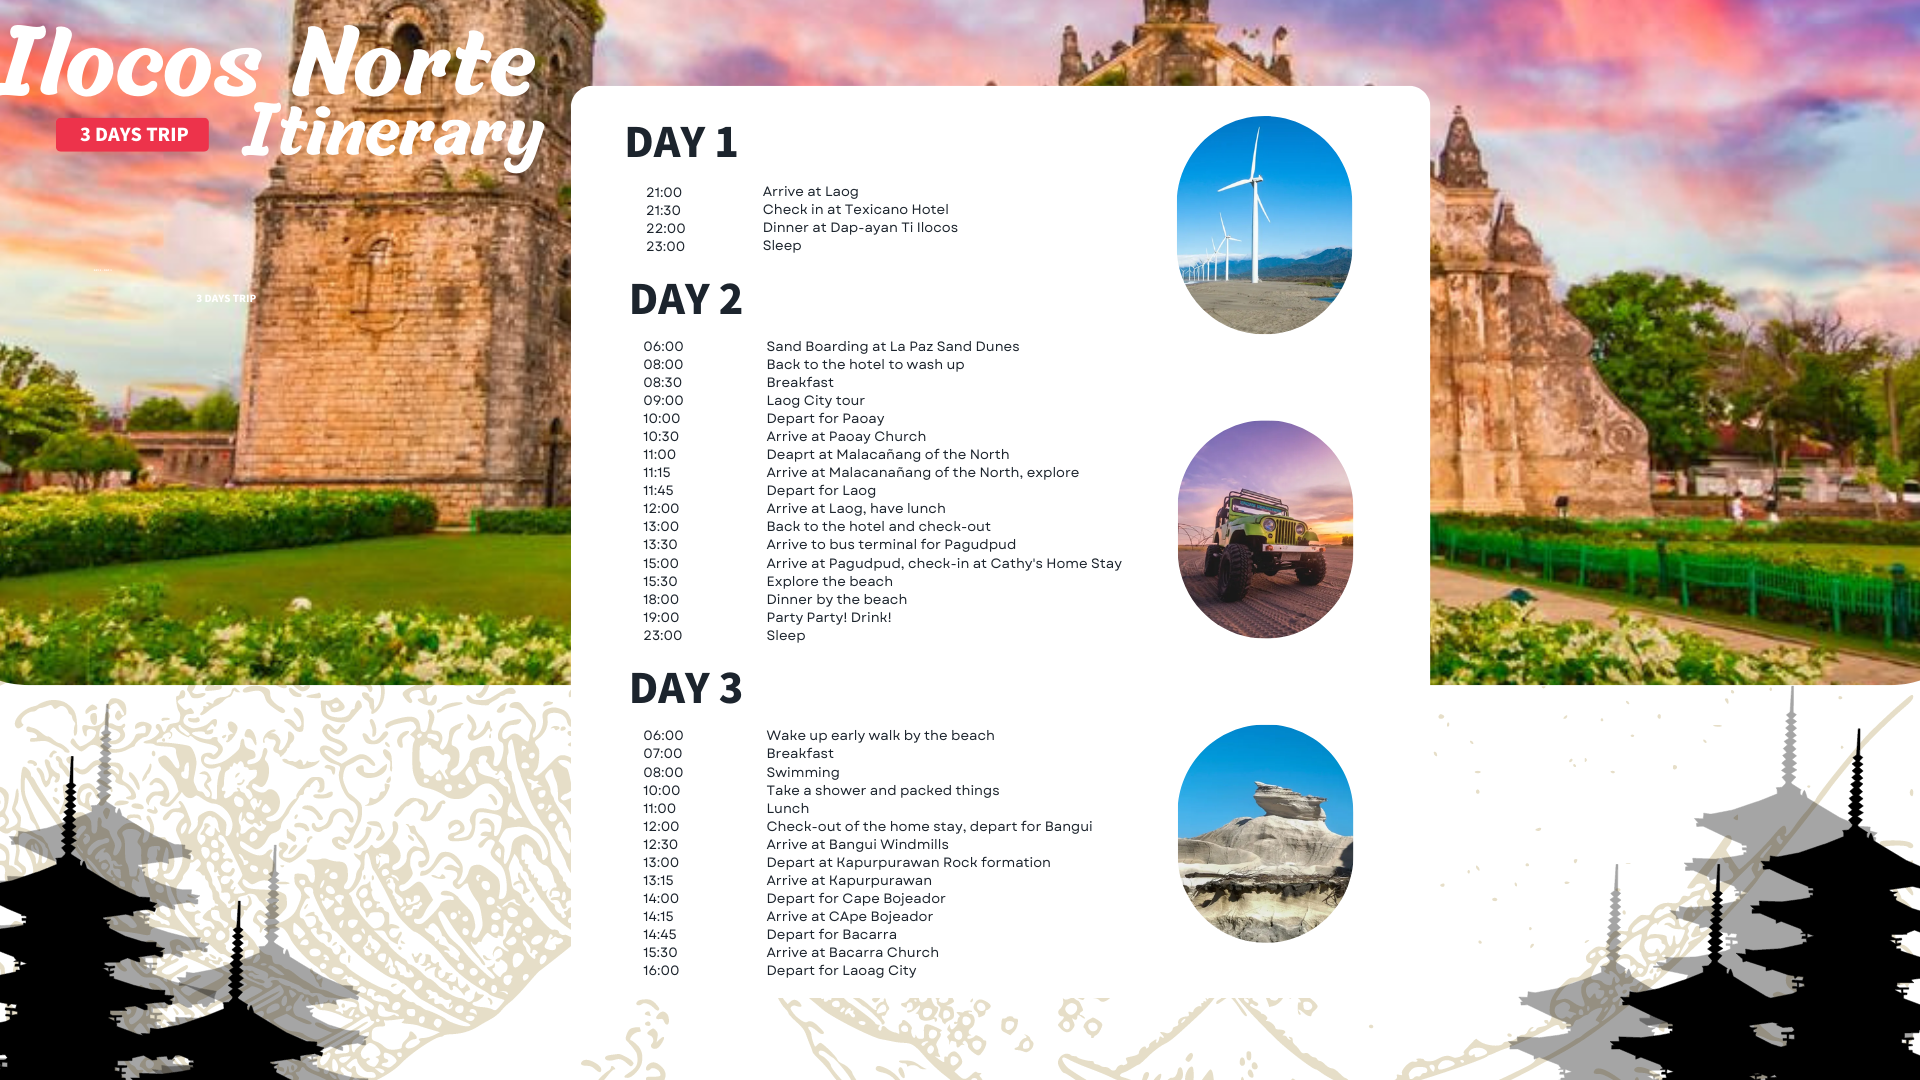 Ilocos Norte
3 DAYS TRIP Itinerary
3 DAYS TRIP
DAY 1
21:00 Arrive at Laog
21:30 Check in at Texicano Hotel
22:00 Dinner at Dap-ayan Ti Ilocos
23:00 Sleep
DAY 2
06:00 Sand Boarding at La Paz Sand Dunes
08:00 Back to the hotel to wash up
08:30 Breakfast
09:00 Laog City tour
10:00 Depart for Paoay
10:30 Arrive at Paoay Church
11:00 Deaprt at Malacañang of the North
11:15 Arrive at Malacanañang of the North, explore
11:45 Depart for Laog
12:00 Arrive at Laog, have lunch
13:00 Back to the hotel and check-out
13:30 Arrive to bus terminal for Pagudpud
15:00 Arrive at Pagudpud, check-in at Cathy's Home Stay
15:30 Explore the beach
18:00 Dinner by the beach
19:00 Party Party! Drink!
23:00 Sleep
DAY 3
06:00 Wake up early walk by the beach
07:00 Breakfast
08:00 Swimming
10:00 Take a shower and packed things
11:00 Lunch
12:00 Check-out of the home stay, depart for Bangui
12:30 Arrive at Bangui Windmills
13:00 Depart at Kapurpurawan Rock formation
13:15 Arrive at Kapurpurawan
14:00 Depart for Cape Bojeador
14:15 Arrive at CApe Bojeador
14:45 Depart for Bacarra
15:30 Arrive at Bacarra Church
16:00 Depart for Laoag City